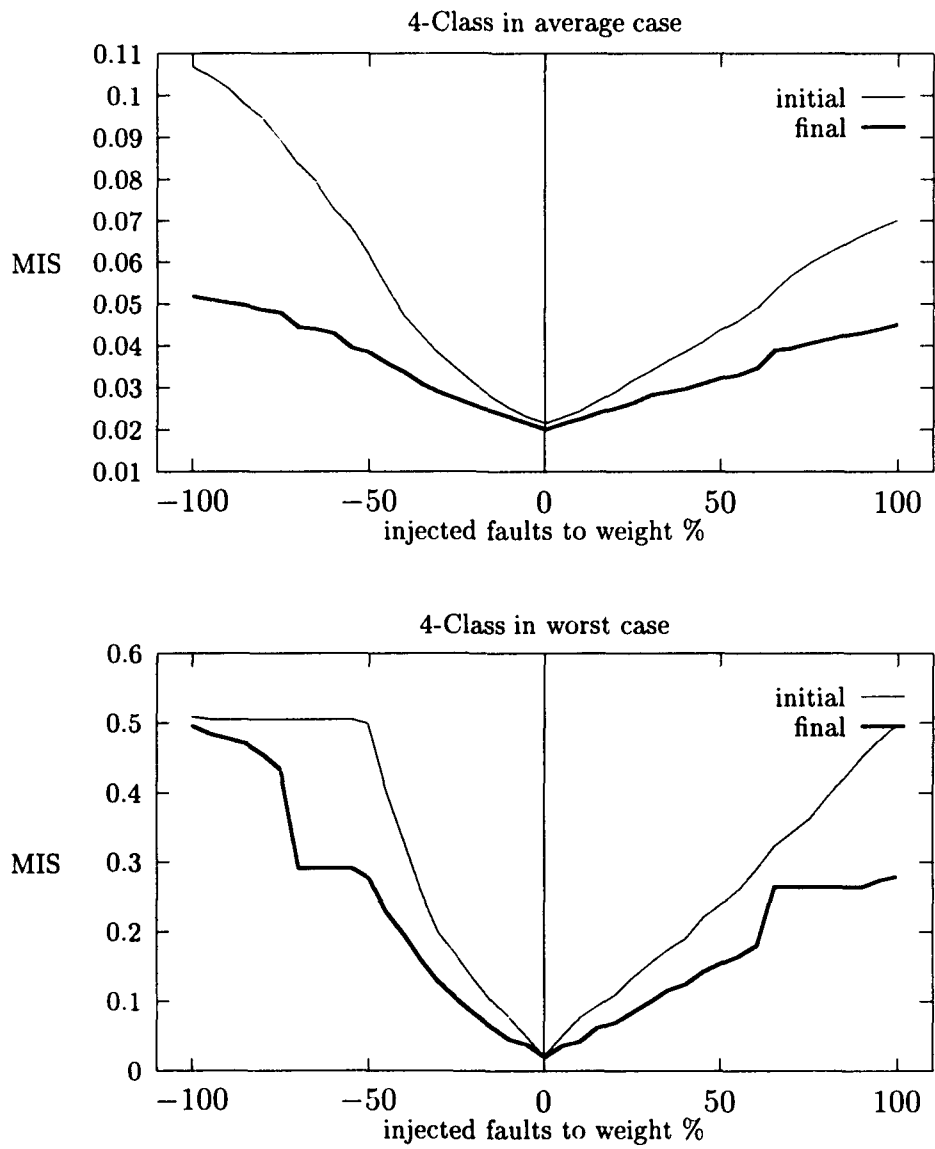 4-Class in average case
0.11
0.1
0.09
0.08
0.07
0.06
0.05
0.04
0.03
0.02
0.01
MIS
initial
final
−100 −50 0 50 100
injected faults to weight %
4-Class in worst case
0.6
0.5
0.4
0.3
0.2
0.1
0
MIS
initial
final
−100 −50 0 50 100
injected faults to weight %